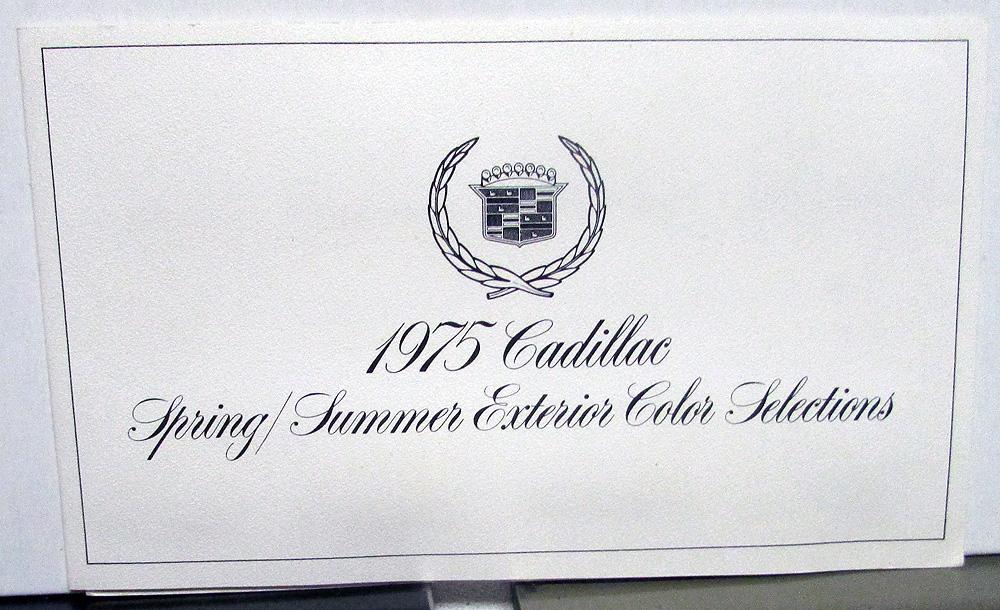 1975 Cadillac
Spring/Summer Exterior Color Selections